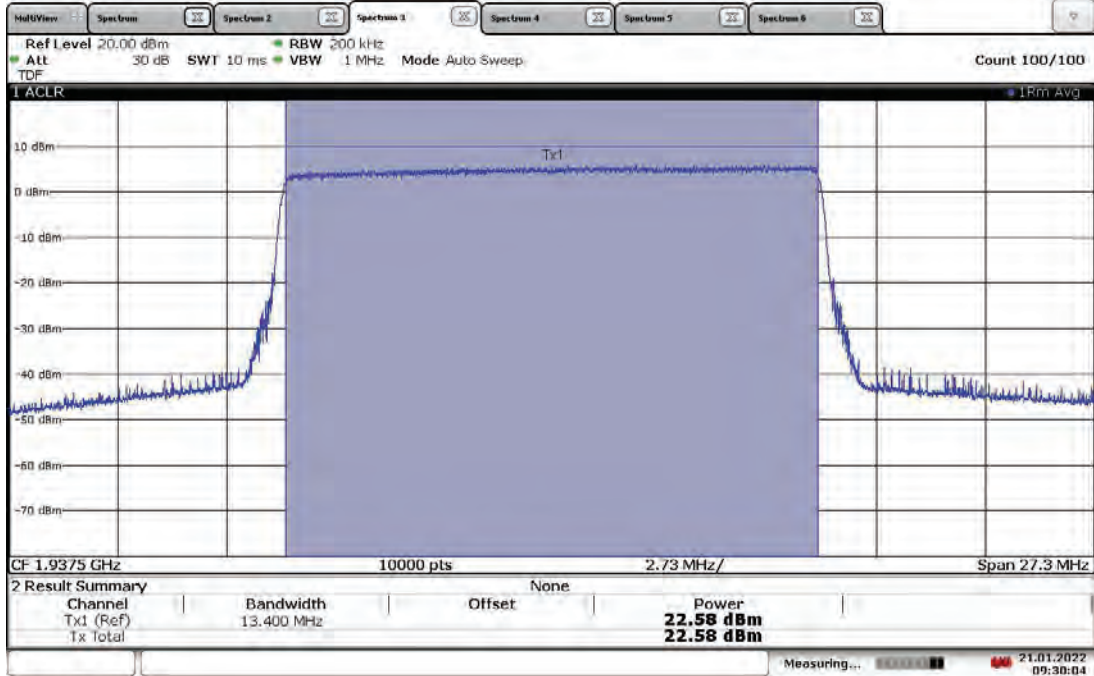 MultiView Spectrum Spectrum 2 Spectrum 3 Spectrum 4 Spectrum 5 Spectrum 6
Ref Level 20.00 dBm RBW 200 kHz
Att 30 dB SWT 10 ms VBW 1 MHz Mode Auto Sweep Count 100/100
TDF
1 ACLR 1Rm Avg
10 dBm
Tx1
0 dBm
-10 dBm
-20 dBm
-30 dBm
-40 dBm
-50 dBm
-60 dBm
-70 dBm
CF 1.9375 GHz 10000 pts 2.73 MHz/ Span 27.3 MHz
2 Result Summary None
Channel Bandwidth Offset Power
Tx1 (Ref) 13.400 MHz 22.58 dBm
Tx Total 22.58 dBm
Measuring... 21.01.2022
09:30:04